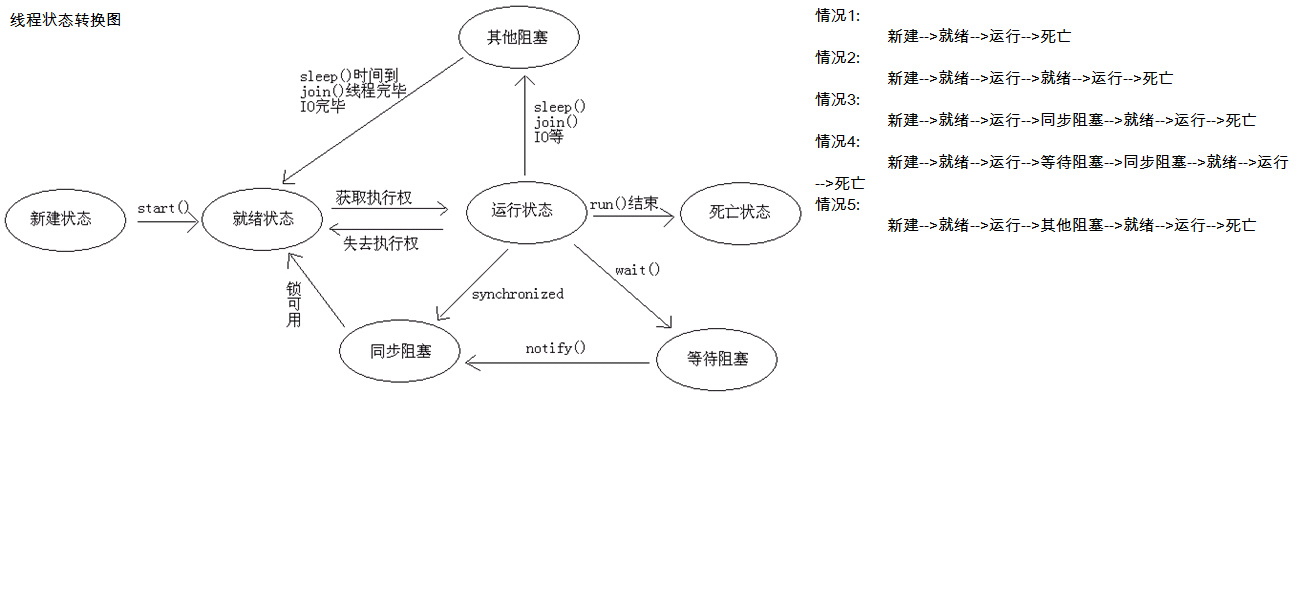 线程状态转换图
其他阻塞
sleep()时间到
join()线程完毕
IO完毕
sleep()
join()
IO等
新建状态
start()
就绪状态
获取执行权
失去执行权
运行状态
run()结束
死亡状态
锁可用
synchronized
wait()
同步阻塞
notify()
等待阻塞
情况1:
新建-->就绪-->运行-->死亡
情况2:
新建-->就绪-->运行-->就绪-->运行-->死亡
情况3:
新建-->就绪-->运行-->同步阻塞-->就绪-->运行-->死亡
情况4:
新建-->就绪-->运行-->等待阻塞-->同步阻塞-->就绪-->运行
-->死亡
情况5:
新建-->就绪-->运行-->其他阻塞-->就绪-->运行-->死亡